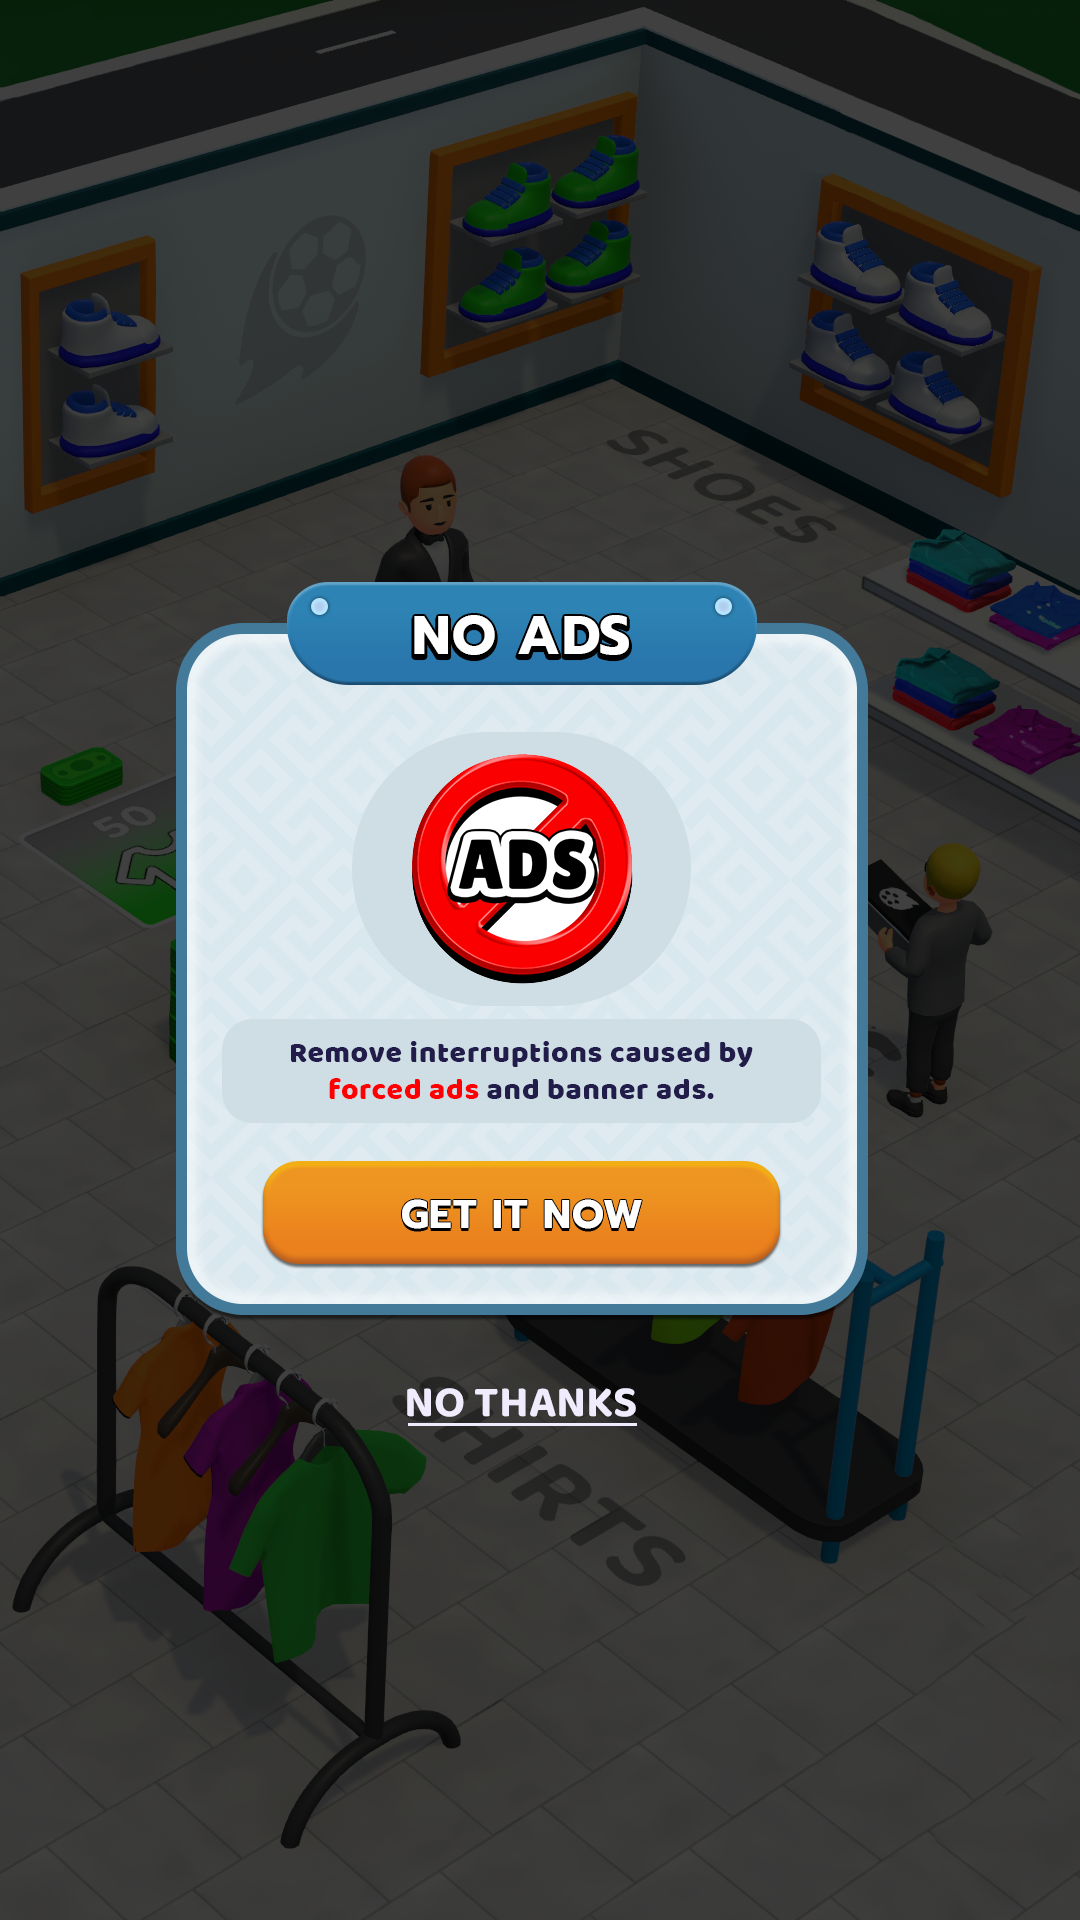 SHOES
NO ADS
50
ADS
Remove interruptions caused by
forced ads and banner ads.
GET IT NOW
NO THANKS
SHIRTS